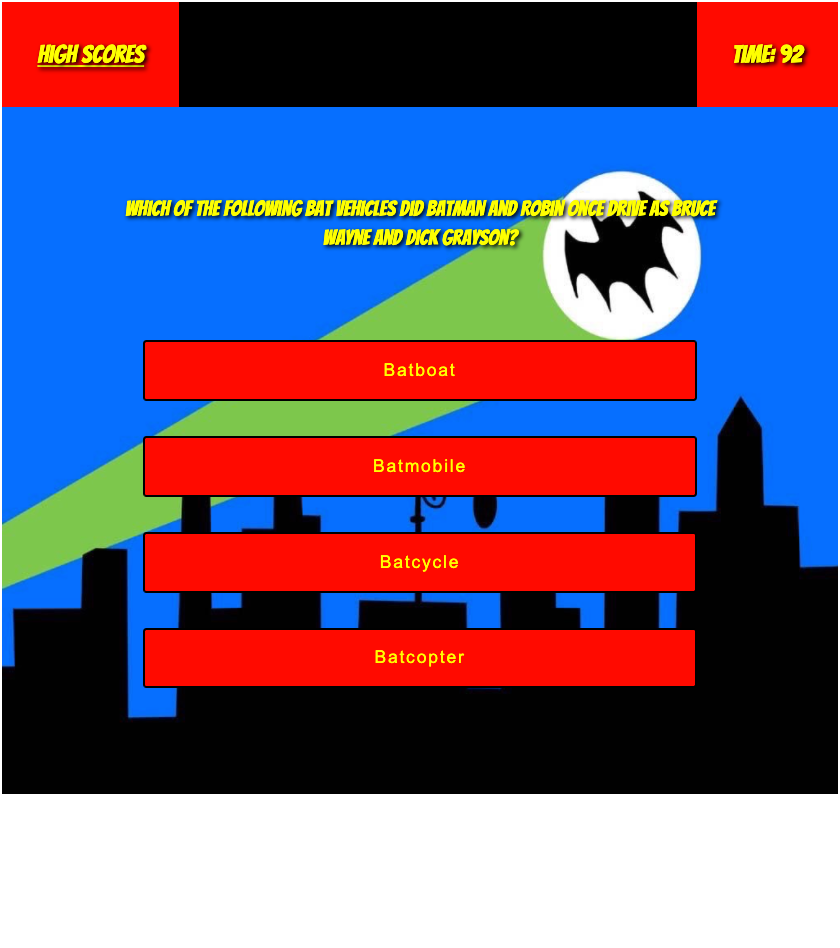 HIGH SCORES
TIME: 92
WHICH OF THE FOLLOWING BAT VEHICLES DID BATMAN AND ROBIN ONCE DRIVE AS BRUCE
WAYNE AND DICK GRAYSON?
Batboat
Batmobile
Batcycle
Batcopter